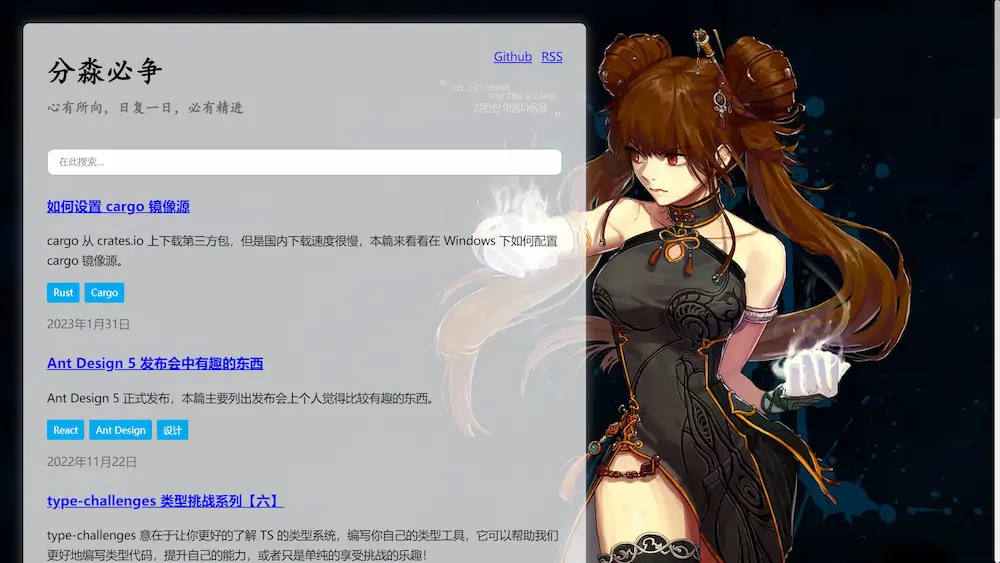 分淼必争
Github RSS
心有所向，日复一日，必有精进
찬란한 아름다움을
在此搜索...
如何设置 cargo 镜像源
cargo 从 crates.io 上下载第三方包，但是国内下载速度很慢，本篇来看看在 Windows 下如何配置
cargo 镜像源。
Rust Cargo
2023年1月31日
Ant Design 5 发布会中有趣的东西
Ant Design 5 正式发布，本篇主要列出发布会上个人觉得比较有趣的东西。
React Ant Design 设计
2022年11月22日
type-challenges 类型挑战系列【六】
type-challenges 意在于让你更好的了解 TS 的类型系统，编写你自己的类型工具，它可以帮助我们
更好地编写类型代码，提升自己的能力，或者只是单纯的享受挑战的乐趣！